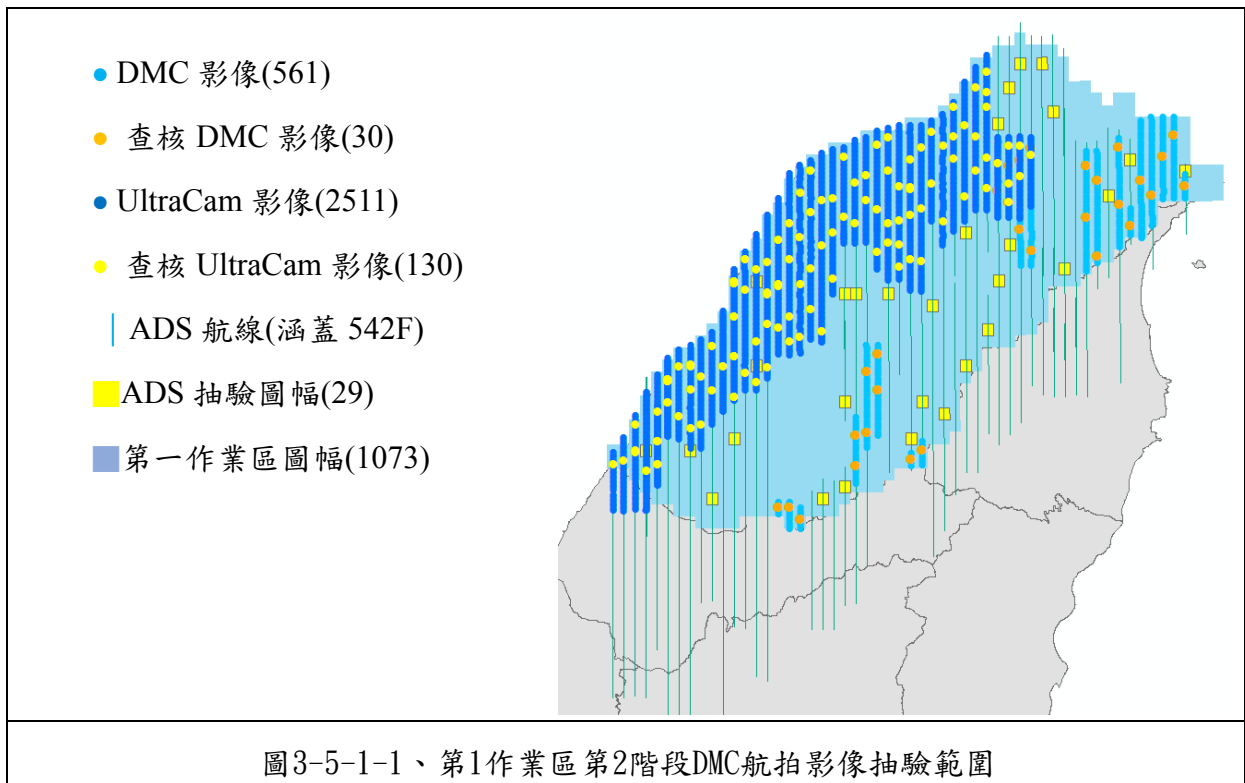 DMC 影像(561)
查核 DMC 影像(30)
UltraCam 影像(2511)
查核 UltraCam 影像(130)
ADS 航線(涵蓋 542F)
ADS 抽驗圖幅(29)
第一作業區圖幅(1073)
圖3-5-1-1、第1作業區第2階段DMC航拍影像抽驗範圍